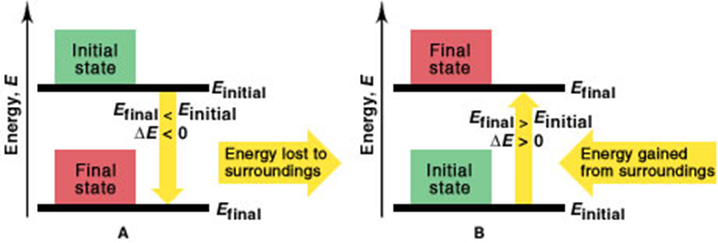 Energy, E
Initial
state
Einitial
Efinal < Einitial
ΔE < 0
Final
state
Efinal
A
Energy lost to
surroundings
Energy, E
Final
state
Efinal
Efinal > Einitial
ΔE > 0
Initial
state
Einitial
B
Energy gained
from surroundings